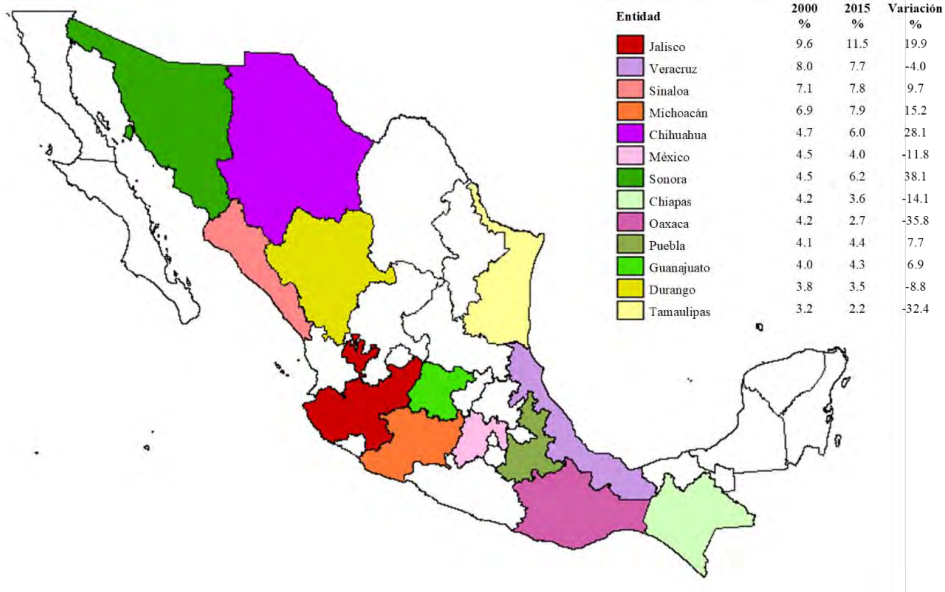 Entidad 2000 % 2015 % Variación %
Jalisco 9.6 11.5 19.9
Veracruz 8.0 7.7 -4.0
Sinaloa 7.1 7.8 9.7
Michoacán 6.9 7.9 15.2
Chihuahua 4.7 6.0 28.1
México 4.5 4.0 -11.8
Sonora 4.5 6.2 38.1
Chiapas 4.2 3.6 -14.1
Oaxaca 4.2 2.7 -35.8
Puebla 4.1 4.4 7.7
Guanajuato 4.0 4.3 6.9
Durango 3.8 3.5 -8.8
Tamaulipas 3.2 2.2 -32.4